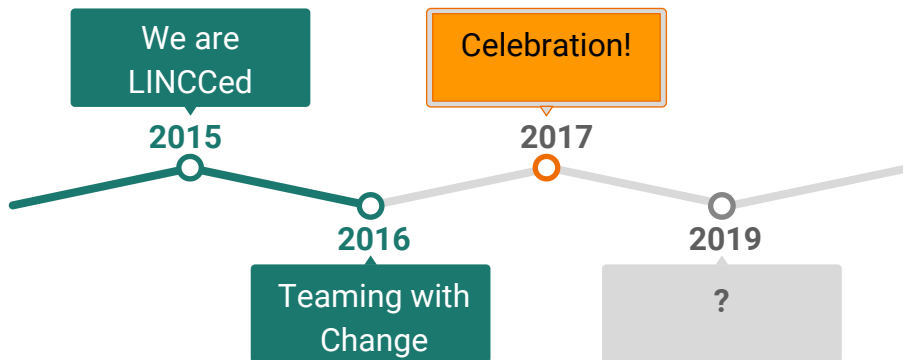 We are
LINCCed
2015
Celebration!
2017
2016
Teaming with
Change
2019
?